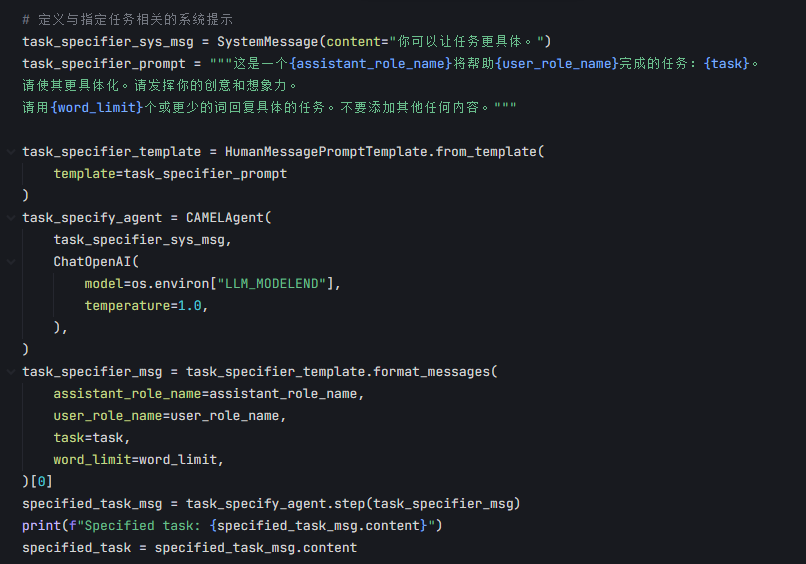 # 定义与指定任务相关的系统提示
task_specifier_sys_msg = SystemMessage(content="你可以让任务更具体。")
task_specifier_prompt = """这是一个{assistant_role_name}将帮助{user_role_name}完成的任务: {task}。
请使其更具体化。请发挥你的创意和想象力。
请用{word_limit}个或更少的词回复具体的任务。不要添加其他任何内容。"""

task_specifier_template = HumanMessagePromptTemplate.from_template(
    template=task_specifier_prompt
)
task_specify_agent = CAMELAgent(
    task_specifier_sys_msg,
    ChatOpenAI(
        model=os.environ["LLM_MODELEND"],
        temperature=1.0,
    ),
)
task_specifier_msg = task_specifier_template.format_messages(
    assistant_role_name=assistant_role_name,
    user_role_name=user_role_name,
    task=task,
    word_limit=word_limit,
)[0]
specified_task_msg = task_specify_agent.step(task_specifier_msg)
print(f"Specified task: {specified_task_msg.content}")
specified_task = specified_task_msg.content